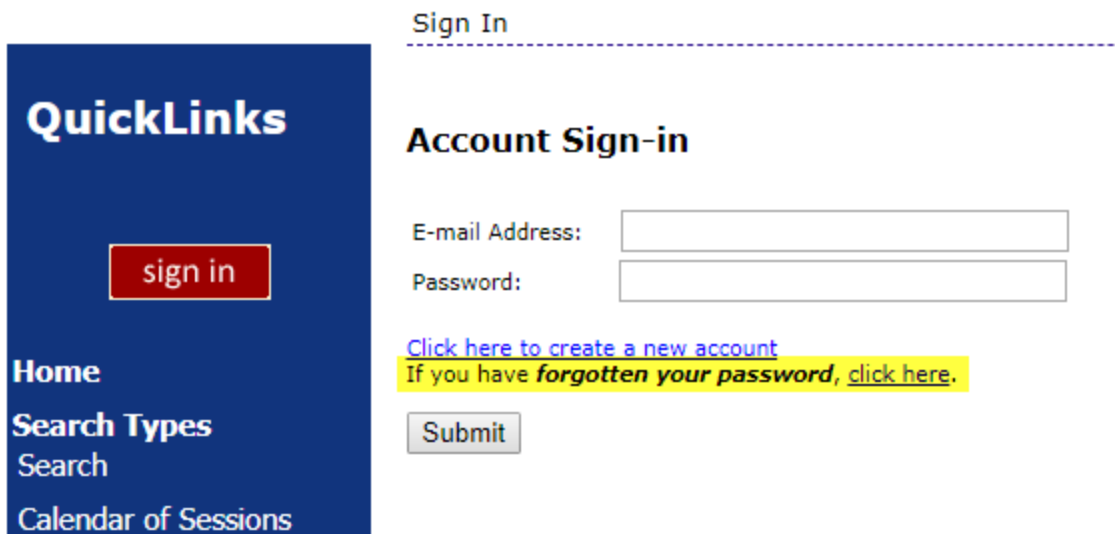 Sign In
QuickLinks
sign in
Home
Search Types
Search
Calendar of Sessions
Account Sign-in
E-mail Address:
Password:
Click here to create a new account
If you have forgotten your password, click here.
Submit